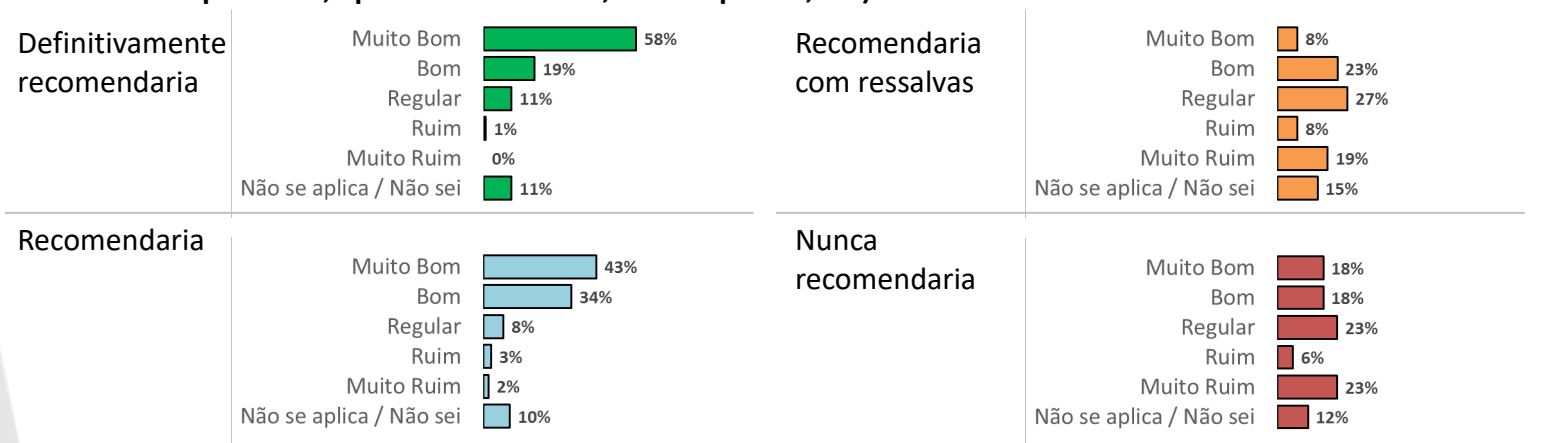 Definitivamente
recomendaria
Muito Bom 58%
Bom 19%
Regular 11%
Ruim 1%
Muito Ruim 0%
Não se aplica / Não sei 11%
Recomendaria
com ressalvas
Muito Bom 8%
Bom 23%
Regular 27%
Ruim 8%
Muito Ruim 19%
Não se aplica / Não sei 15%
Recomendaria
Muito Bom 43%
Bom 34%
Regular 8%
Ruim 3%
Muito Ruim 2%
Não se aplica / Não sei 10%
Nunca
recomendaria
Muito Bom 18%
Bom 18%
Regular 23%
Ruim 6%
Muito Ruim 23%
Não se aplica / Não sei 12%